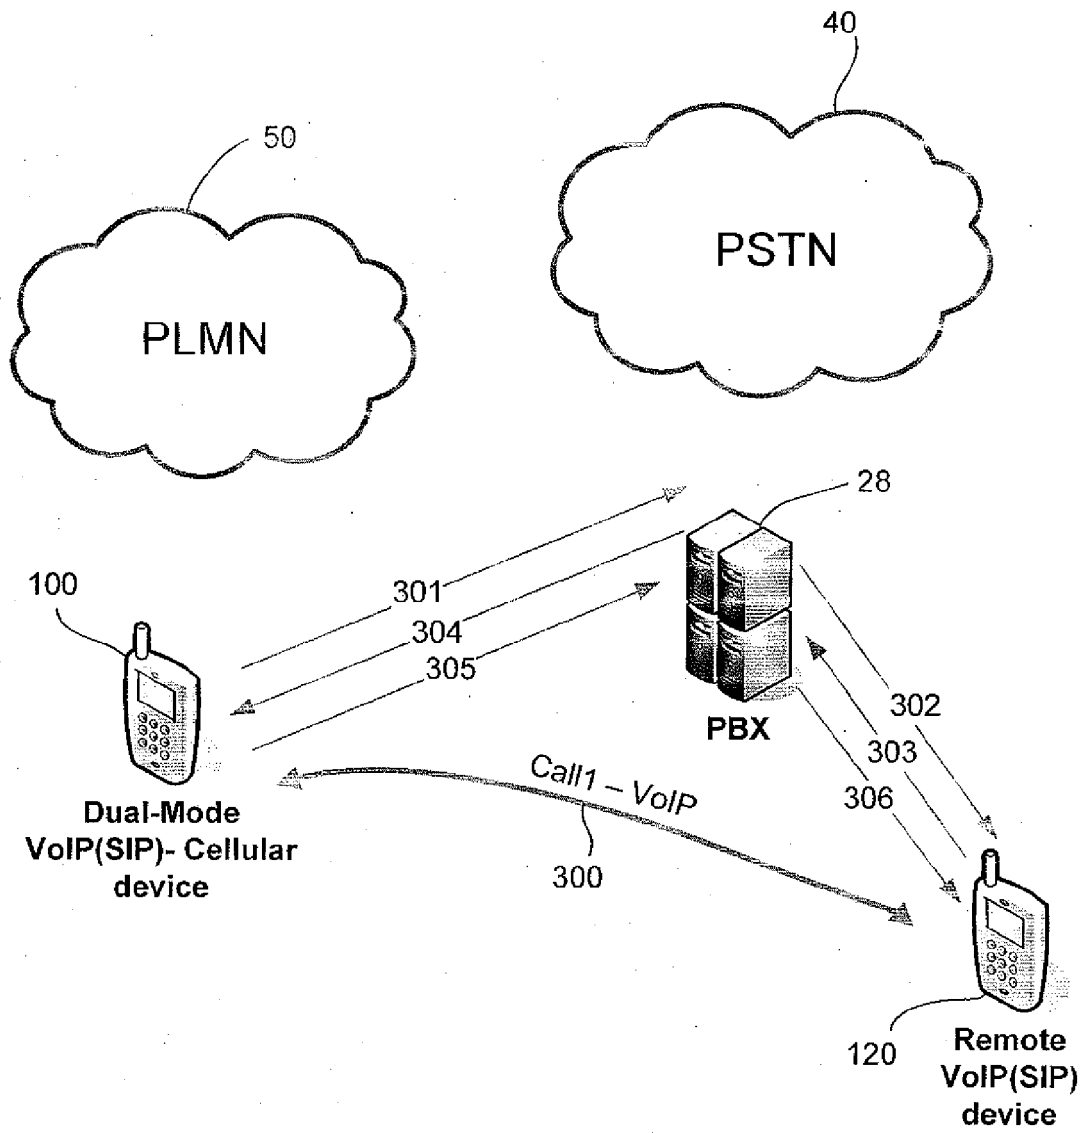 40
50
PSTN
PLMN
28
301
100
304
305
PBX
302
303
306
Call1 – VoIP
300
Dual-Mode
VoIP(SIP)- Cellular
device
120
Remote
VoIP(SIP)
device